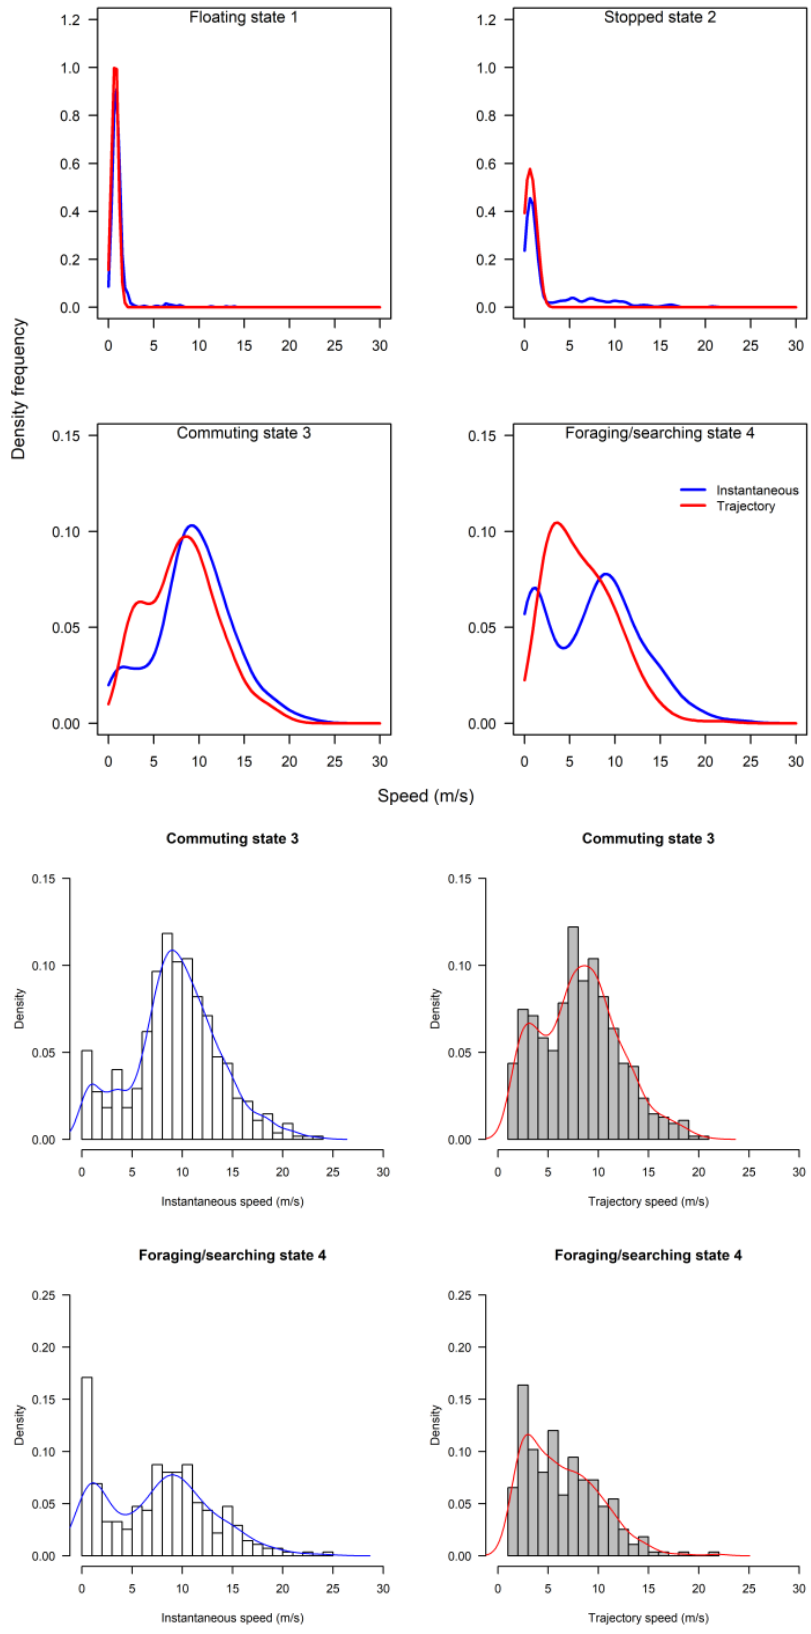 Floating state 1
1.2
1.0
0.8
0.6
0.4
0.2
0.0
0 5 10 15 20 25 30
Stopped state 2
1.2
1.0
0.8
0.6
0.4
0.2
0.0
0 5 10 15 20 25 30
Density frequency
Commuting state 3
0.15
0.10
0.05
0.00
0 5 10 15 20 25 30
Foraging/searching state 4
0.15
Instantaneous
Trajectory
0.10
0.05
0.00
0 5 10 15 20 25 30
Speed (m/s)
Commuting state 3
0.15
0.10
0.05
0.00
Density
0 5 10 15 20 25 30
Instantaneous speed (m/s)
Commuting state 3
0.15
0.10
0.05
0.00
Density
0 5 10 15 20 25 30
Trajectory speed (m/s)
Foraging/searching state 4
0.25
0.20
0.15
0.10
0.05
0.00
Density
0 5 10 15 20 25 30
Instantaneous speed (m/s)
Foraging/searching state 4
0.25
0.20
0.15
0.10
0.05
0.00
Density
0 5 10 15 20 25 30
Trajectory speed (m/s)